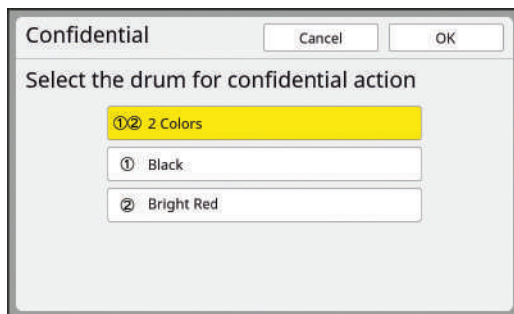 Confidential Cancel OK
Select the drum for confidential action
①② 2 Colors
① Black
② Bright Red